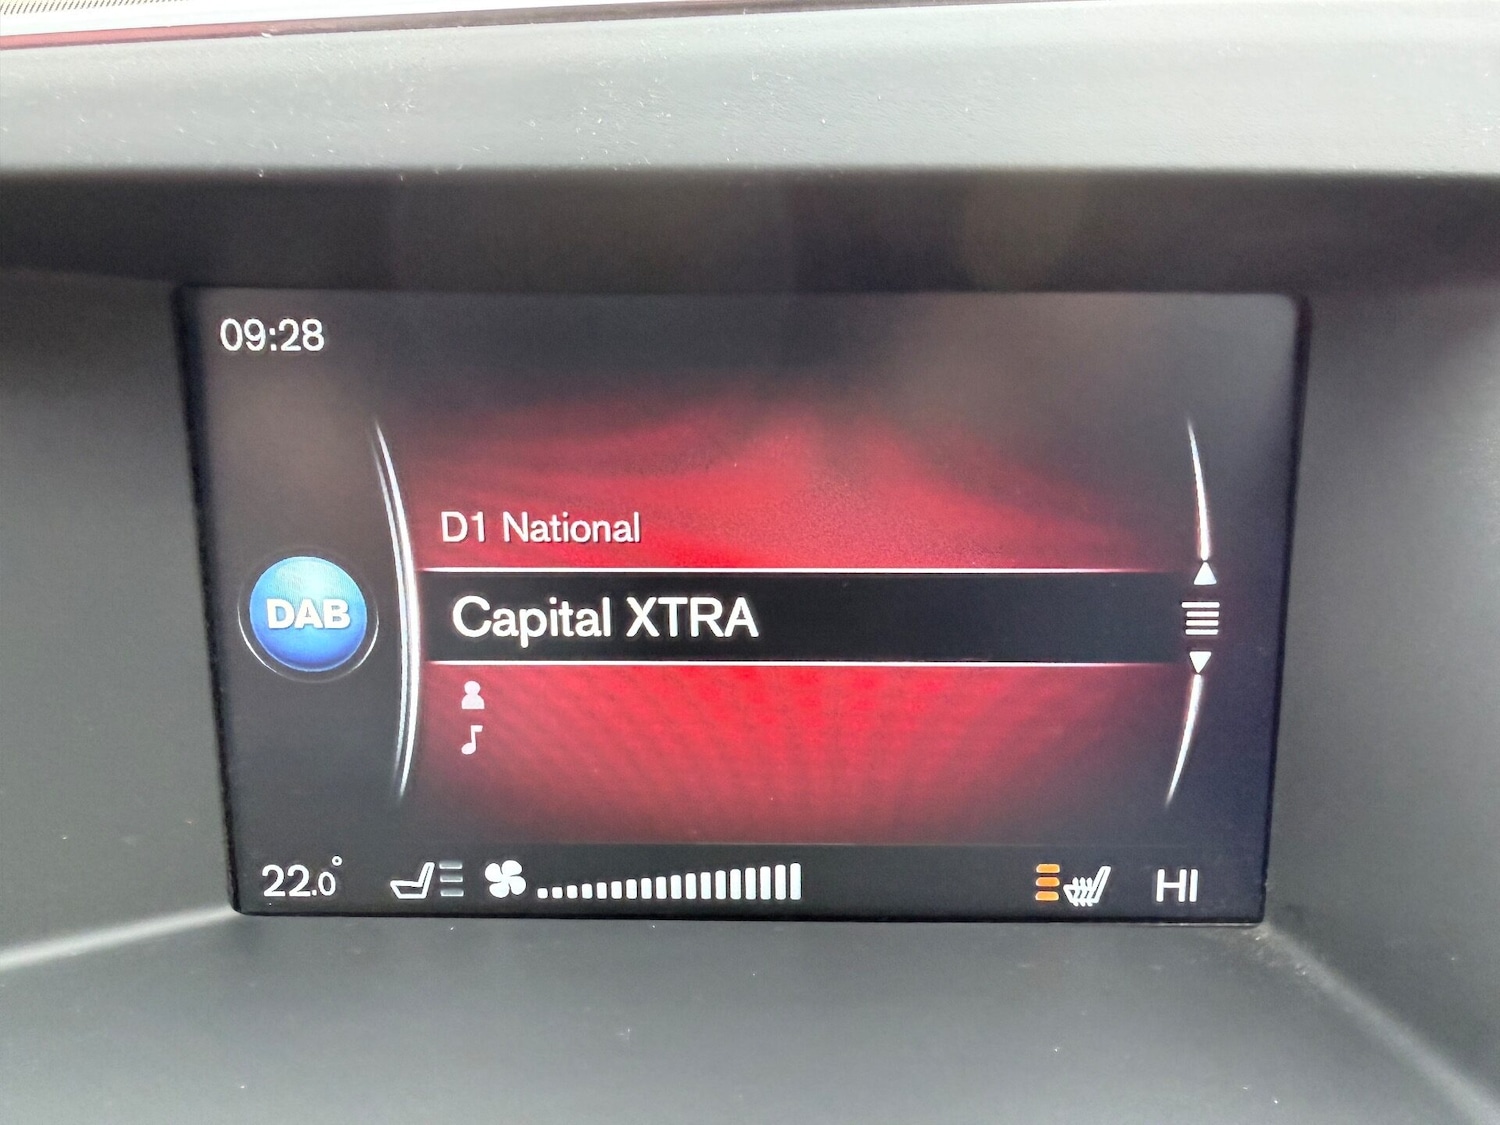 09:28
D1 National
DAB
Capital XTRA
22.0° HI